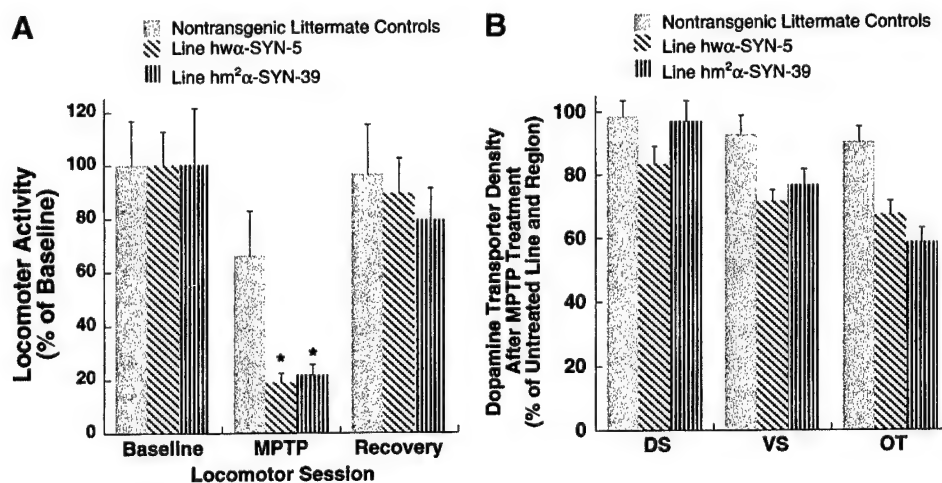 A
Nontransgenic Littermate Controls
Line hwα-SYN-5
Line hm²α-SYN-39
Locomoter Activity
(% of Baseline)
120
100
80
60
40
20
0
*
*
Baseline
MPTP
Recovery
Locomotor Session
B
Nontransgenic Littermate Controls
Line hwα-SYN-5
Line hm²α-SYN-39
Dopamine Transporter Density
After MPTP Treatment
(% of Untreated Line and Region)
100
80
60
40
20
0
DS
VS
OT